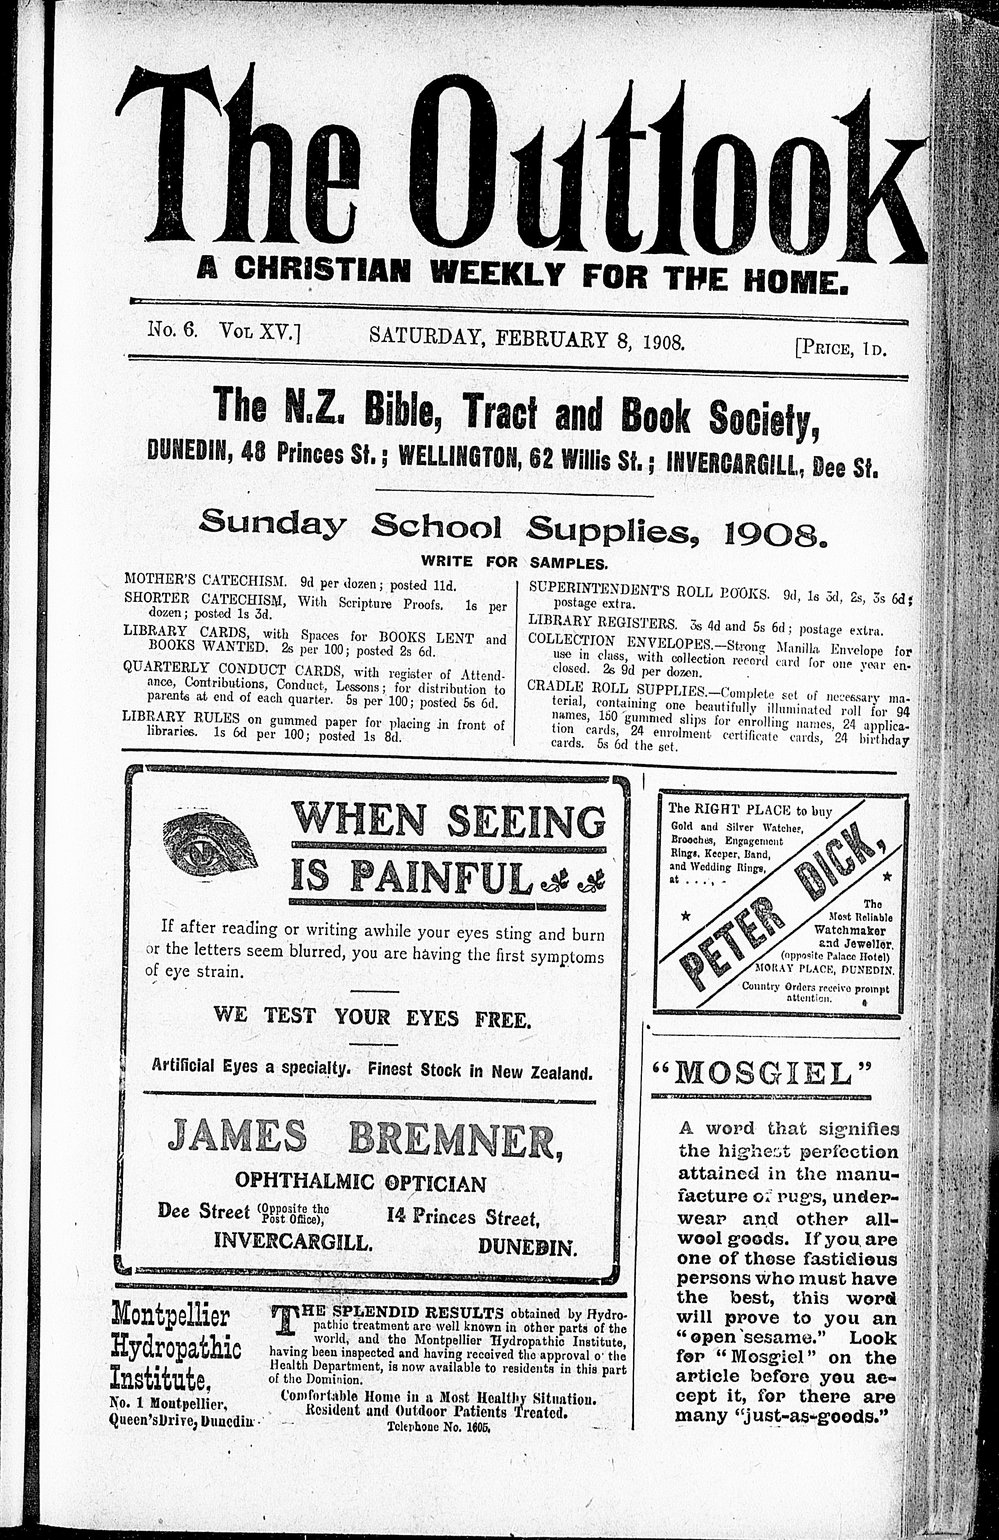 The Outlook
A CHRISTIAN WEEKLY FOR THE HOME.
No. 6. Vol XV.] SATURDAY, FEBRUARY 8, 1908. [Price, 1d.
The N.Z. Bible, Tract and Book Society,
DUNEDIN, 48 Princes St.; WELLINGTON, 62 Willis St.; INVERCARGILL, Dee St.
Sunday School Supplies, 1908.
WRITE FOR SAMPLES.
MOTHER'S CATECHISM. 9d per dozen; posted 11d.
SHORTER CATECHISM, With Scripture Proofs. 1s per
dozen; posted 1s 3d.
LIBRARY CARDS, with Spaces for BOOKS LENT and
BOOKS WANTED. 2s per 100; posted 2s 6d.
QUARTERLY CONDUCT CARDS, with register of Attend-
ance, Contributions, Conduct, Lessons; for distribution to
parents at end of each quarter. 5s per 100; posted 5s 6d.
LIBRARY RULES on gummed paper for placing in front of
libraries. 1s 6d per 100; posted 1s 8d.
SUPERINTENDENT'S ROLL BOOKS. 9d, 1s 3d, 2s, 3s 6d;
postage extra.
LIBRARY REGISTERS. 3s 4d and 5s 6d; postage extra.
COLLECTION ENVELOPES.—Strong Manilla Envelope for
use in class, with collection record card for one year en-
closed. 2s 9d per dozen.
CRADLE ROLL SUPPLIES.—Complete set of necessary ma-
terial, containing one beautifully illuminated roll for 94
names, 150 gummed slips for enrolling names, 24 applica-
tion cards, 24 enrolment certificate cards, 24 birthday
cards. 5s 6d the set.
WHEN SEEING
IS PAINFUL
If after reading or writing awhile your eyes sting and burn
or the letters seem blurred, you are having the first symptoms
of eye strain.
WE TEST YOUR EYES FREE.
Artificial Eyes a specialty. Finest Stock in New Zealand.
JAMES BREMNER,
OPHTHALMIC OPTICIAN
Dee Street (Opposite the Post Office), 14 Princes Street,
INVERCARGILL. DUNEDIN.
The RIGHT PLACE to buy
Gold and Silver Watches,
Brooches, Engagement
Rings, Keeper, Band,
and Wedding Rings,
at . . . . -
PETER DICK,
The
Most Reliable
Watchmaker
and Jeweller.
(opposite Palace Hotel)
MORAY PLACE, DUNEDIN.
Country Orders receive prompt
attention.
"MOSGIEL"
A word that signifies
the highest perfection
attained in the manu-
facture of rugs, under-
wear and other all-
wool goods. If you are
one of those fastidious
persons who must have
the best, this word
will prove to you an
"open sesame." Look
for "Mosgiel" on the
article before you ac-
cept it, for there are
many "just-as-goods."
Montpellier
Hydropathic
Institute,
No. 1 Montpellier,
Queen's Drive, Dunedin
THE SPLENDID RESULTS obtained by Hydro-
pathic treatment are well known in other parts of the
world, and the Montpellier Hydropathic Institute,
having been inspected and having received the approval o' the
Health Department, is now available to residents in this part
of the Dominion.
Comfortable Home in a Most Healthy Situation.
Resident and Outdoor Patients Treated.
Telephone No. 1605.